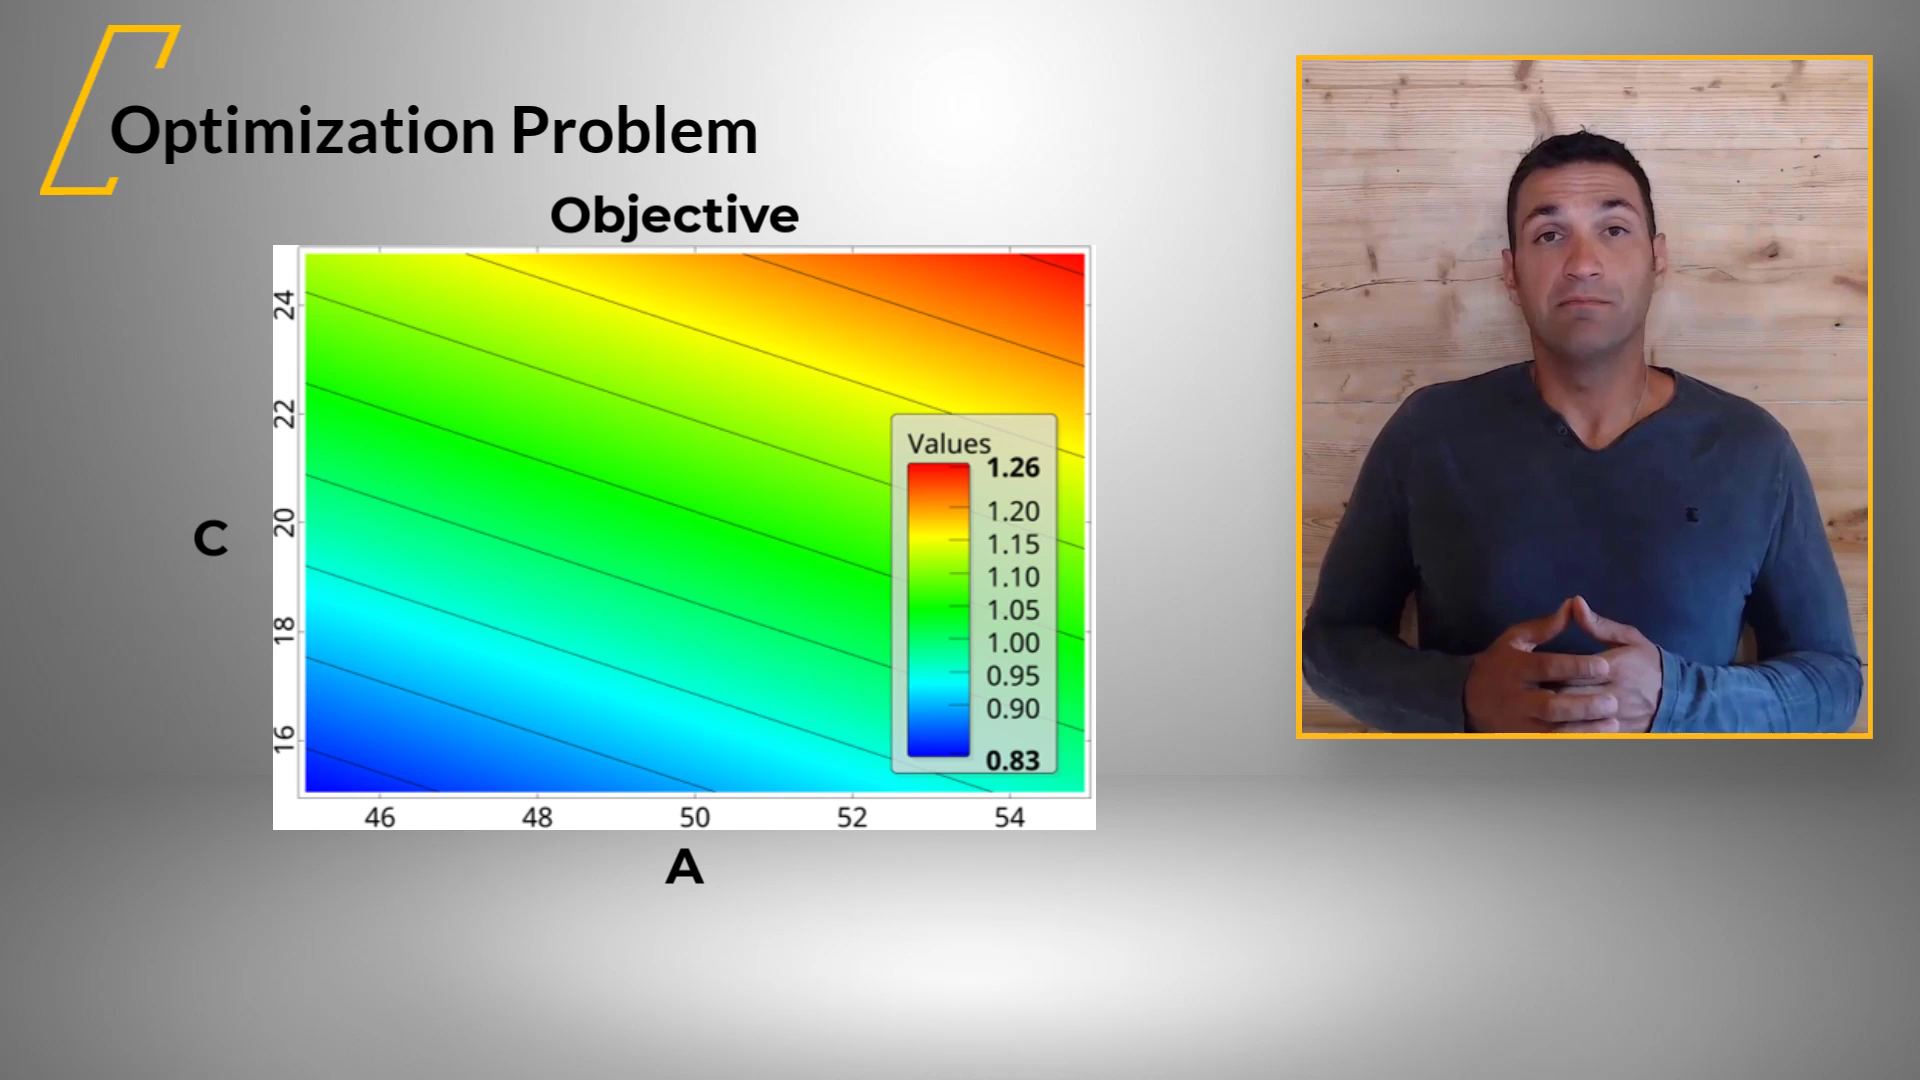 Optimization Problem
Objective
24
22
20
18
16
C
Values
1.26
1.20
1.15
1.10
1.05
1.00
0.95
0.90
0.83
46 48 50 52 54
A